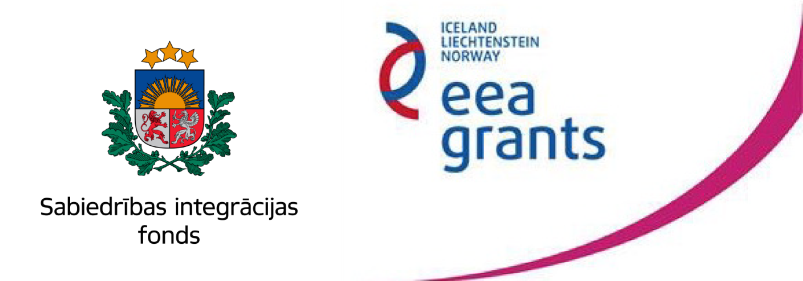 Sabiedrības integrācijas
fonds
ICELAND
LIECHTENSTEIN
NORWAY
eea
grants